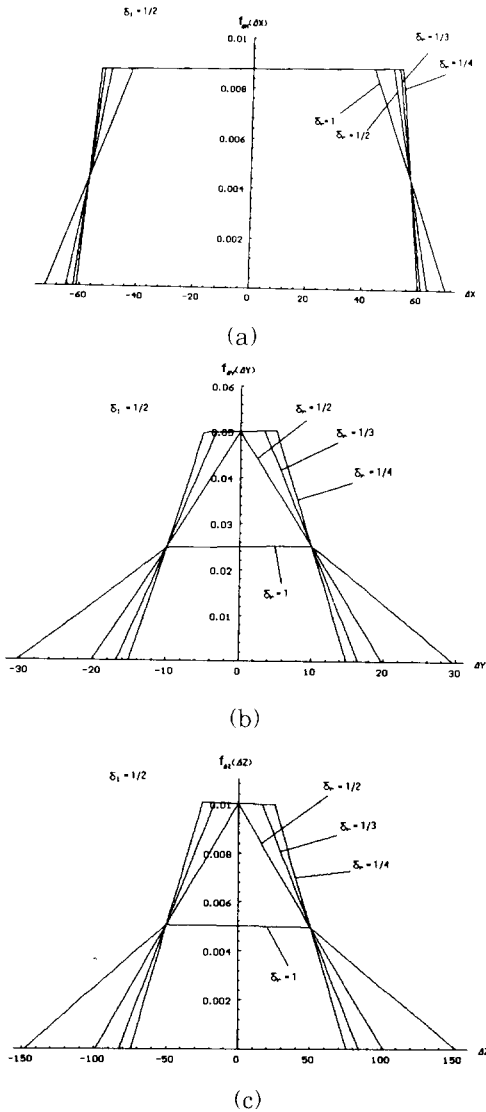 δ₁ = 1/2
f_ΔX(ΔX)
0.01
0.008
0.006
0.004
0.002
δᵣ = 1/3
δᵣ = 1/4
δᵣ = 1
δᵣ = 1/2
-60 -40 -20 0 20 40 60 ΔX
(a)
δ₁ = 1/2
f_ΔY(ΔY)
0.06
0.05
0.04
0.03
0.02
0.01
δᵣ = 1/2
δᵣ = 1/3
δᵣ = 1/4
δᵣ = 1
-30 -20 -10 0 10 20 30 ΔY
(b)
δ₁ = 1/2
f_ΔZ(ΔZ)
0.01
0.008
0.006
0.004
0.002
δᵣ = 1/2
δᵣ = 1/3
δᵣ = 1/4
δᵣ = 1
-150 -100 -50 0 50 100 150
(c)